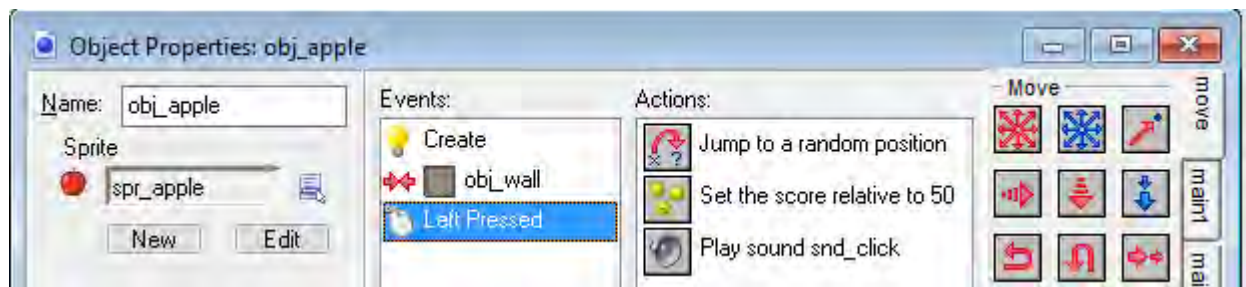 Object Properties: obj_apple
Name: obj_apple
Sprite
spr_apple
New Edit
Events:
Create
obj_wall
Left Pressed
Actions:
Jump to a random position
Set the score relative to 50
Play sound snd_click
Move
move
main1
mai